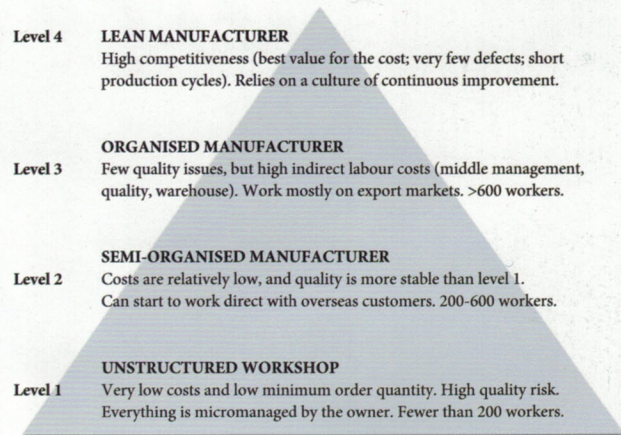 Level 4 LEAN MANUFACTURER
High competitiveness (best value for the cost; very few defects; short
production cycles). Relies on a culture of continuous improvement.
ORGANISED MANUFACTURER
Level 3 Few quality issues, but high indirect labour costs (middle management,
quality, warehouse). Work mostly on export markets. >600 workers.
SEMI-ORGANISED MANUFACTURER
Level 2 Costs are relatively low, and quality is more stable than level 1.
Can start to work direct with overseas customers. 200-600 workers.
UNSTRUCTURED WORKSHOP
Level 1 Very low costs and low minimum order quantity. High quality risk.
Everything is micromanaged by the owner. Fewer than 200 workers.